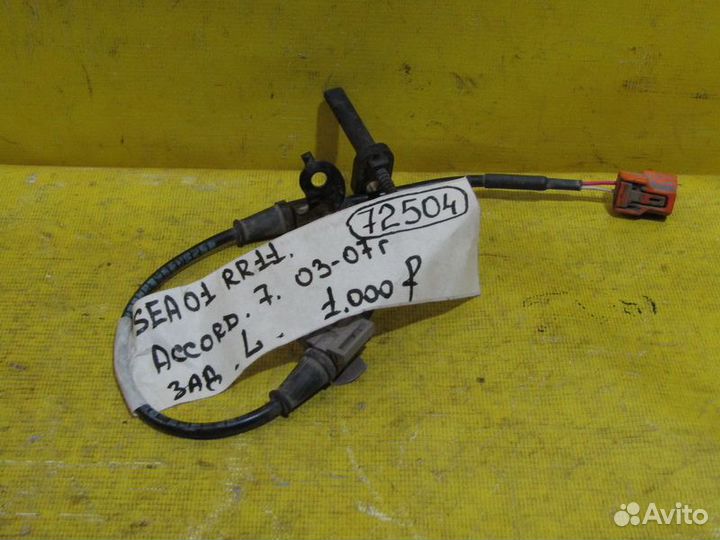 72504
SEA01 RR11.
ACCORD. 7. 03-07г
ЗАД. L. 1.000 ₽
Avito